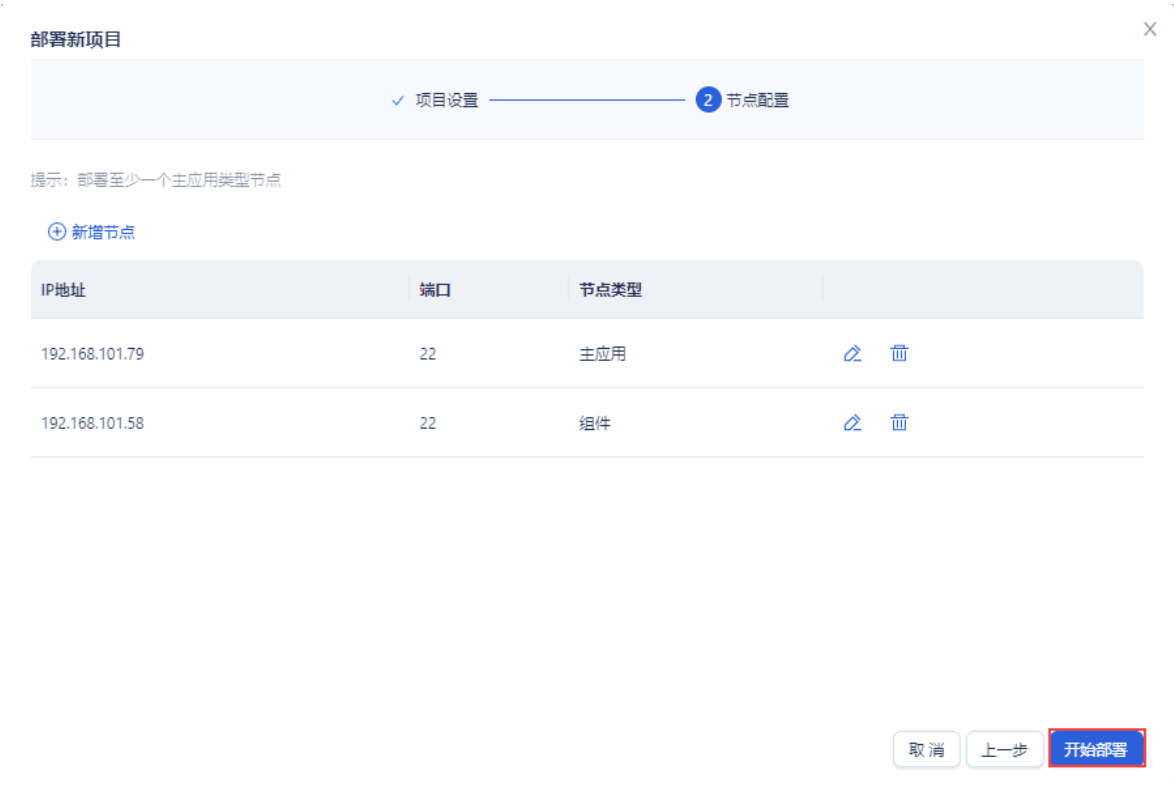 部署新项目
项目设置 2 节点配置
提示：部署至少一个主应用类型节点
新增节点
IP地址 端口 节点类型
192.168.101.79 22 主应用
192.168.101.58 22 组件
取消 上一步 开始部署